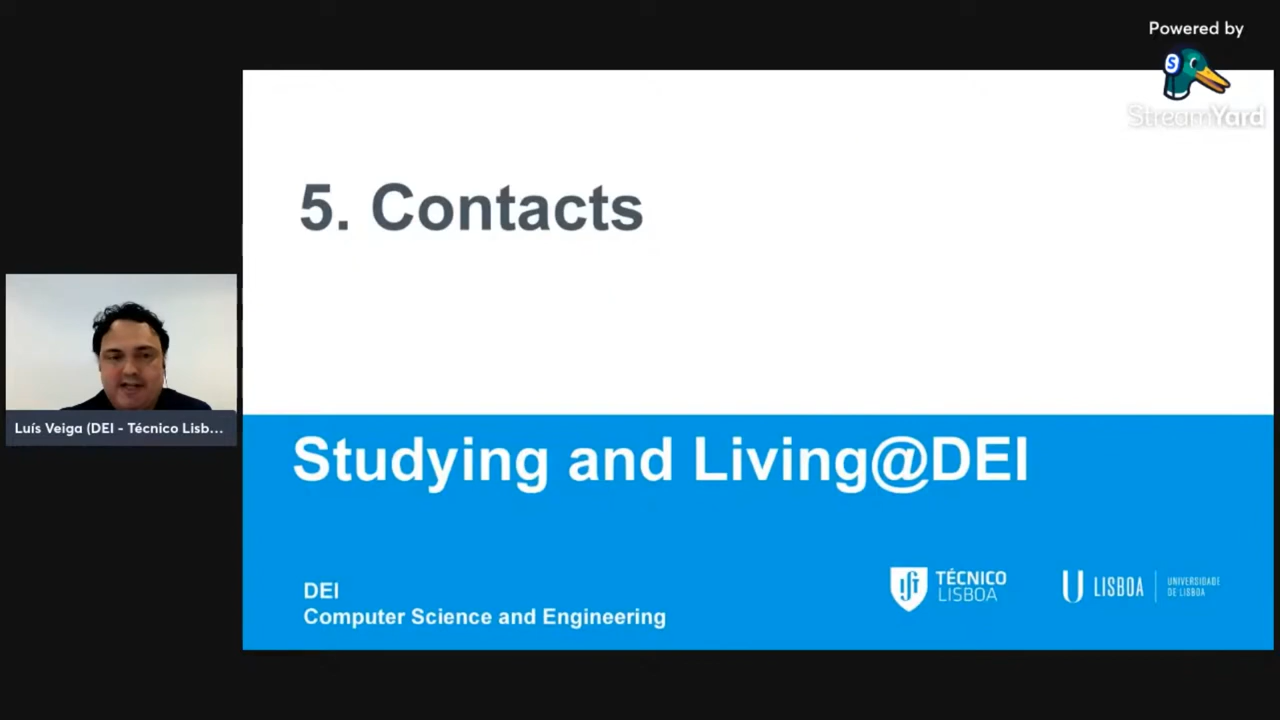 Powered by
S
StreamYard
5. Contacts
Luís Veiga (DEI - Técnico Lisb...
Studying and Living@DEI
DEI
Computer Science and Engineering
TÉCNICO
LISBOA
U LISBOA
UNIVERSIDADE
DE LISBOA